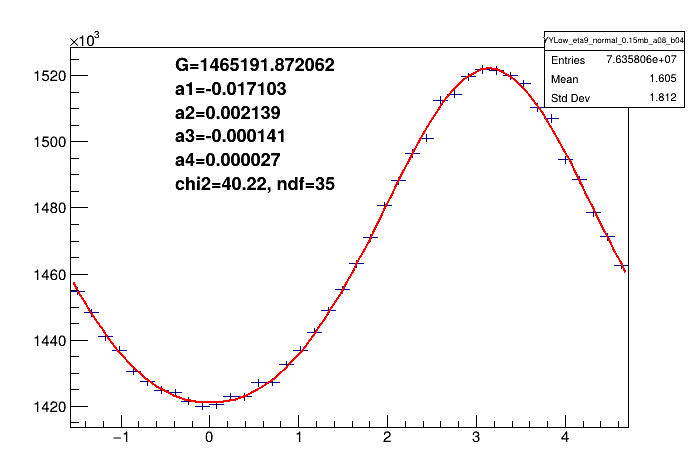 ×10³
YLow_eta9_normal_0.15mb_a08_b04
Entries 7.635806e+07
Mean 1.605
Std Dev 1.812
G=1465191.872062
a1=-0.017103
a2=0.002139
a3=-0.000141
a4=0.000027
chi2=40.22, ndf=35
1520
1500
1480
1460
1440
1420
−1 0 1 2 3 4